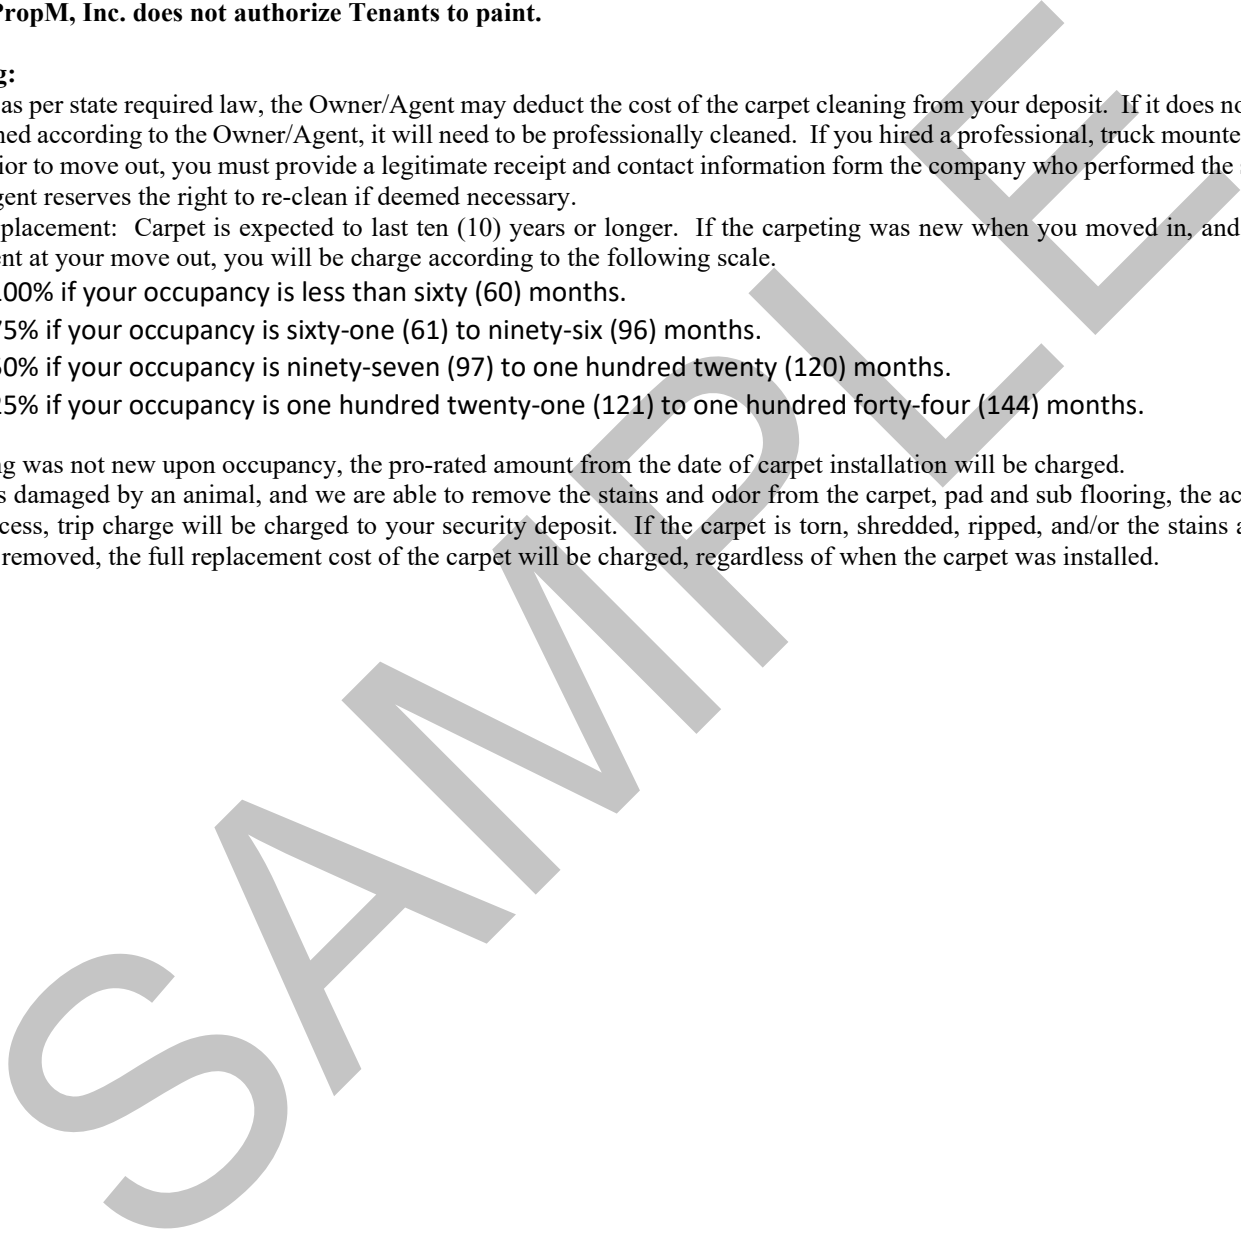 PropM, Inc. does not authorize Tenants to paint.
g:
as per state required law, the Owner/Agent may deduct the cost of the carpet cleaning from your deposit.  If it does no
ned according to the Owner/Agent, it will need to be professionally cleaned.  If you hired a professional, truck mounte
ior to move out, you must provide a legitimate receipt and contact information form the company who performed the s
gent reserves the right to re-clean if deemed necessary.
placement:  Carpet is expected to last ten (10) years or longer.  If the carpeting was new when you moved in, and
ent at your move out, you will be charge according to the following scale.
100% if your occupancy is less than sixty (60) months.
75% if your occupancy is sixty-one (61) to ninety-six (96) months.
50% if your occupancy is ninety-seven (97) to one hundred twenty (120) months.
25% if your occupancy is one hundred twenty-one (121) to one hundred forty-four (144) months.
ng was not new upon occupancy, the pro-rated amount from the date of carpet installation will be charged.
s damaged by an animal, and we are able to remove the stains and odor from the carpet, pad and sub flooring, the ac
cess, trip charge will be charged to your security deposit.  If the carpet is torn, shredded, ripped, and/or the stains a
removed, the full replacement cost of the carpet will be charged, regardless of when the carpet was installed.
SAMPLE